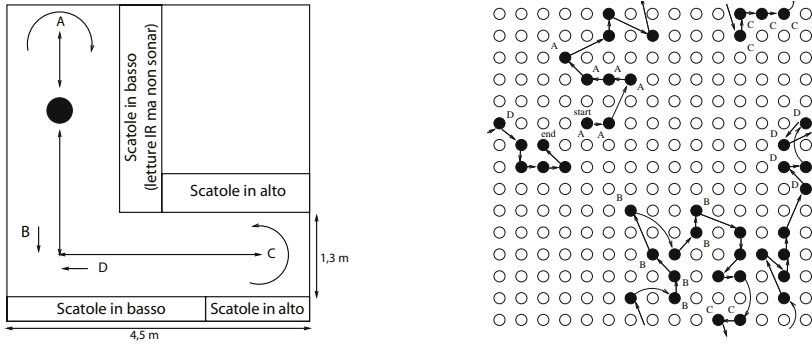 A
Scatole in basso
(letture IR ma non sonar)
Scatole in alto
B
C
D
1,3 m
Scatole in basso
Scatole in alto
4,5 m
C
C
C
C
A
A
A
A
start
A
A
D
end
D
D
D
D
B
B
B
B
B
B
C
C